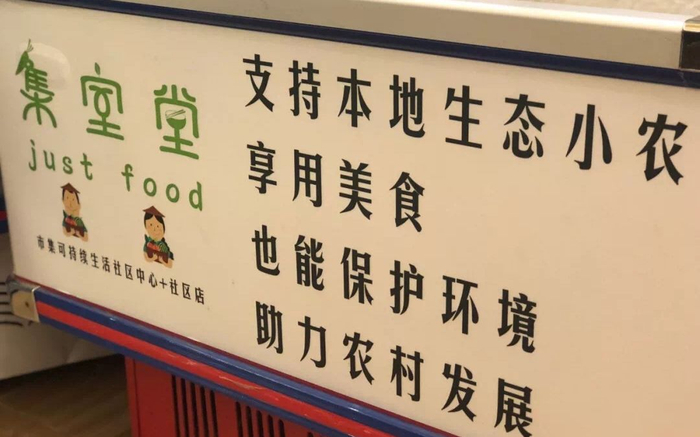 集室堂
just food
市集可持续生活社区中心+社区店
支持本地生态小农
享用美食
也能保护环境
助力农村发展